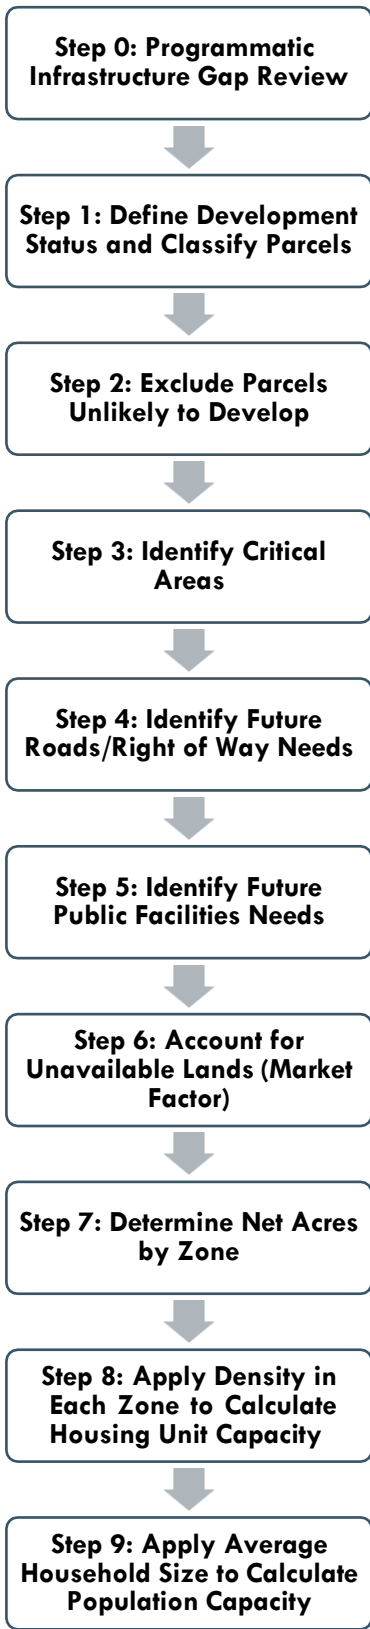 Step 0: Programmatic
Infrastructure Gap Review
Step 1: Define Development
Status and Classify Parcels
Step 2: Exclude Parcels
Unlikely to Develop
Step 3: Identify Critical
Areas
Step 4: Identify Future
Roads/Right of Way Needs
Step 5: Identify Future
Public Facilities Needs
Step 6: Account for
Unavailable Lands (Market
Factor)
Step 7: Determine Net Acres
by Zone
Step 8: Apply Density in
Each Zone to Calculate
Housing Unit Capacity
Step 9: Apply Average
Household Size to Calculate
Population Capacity